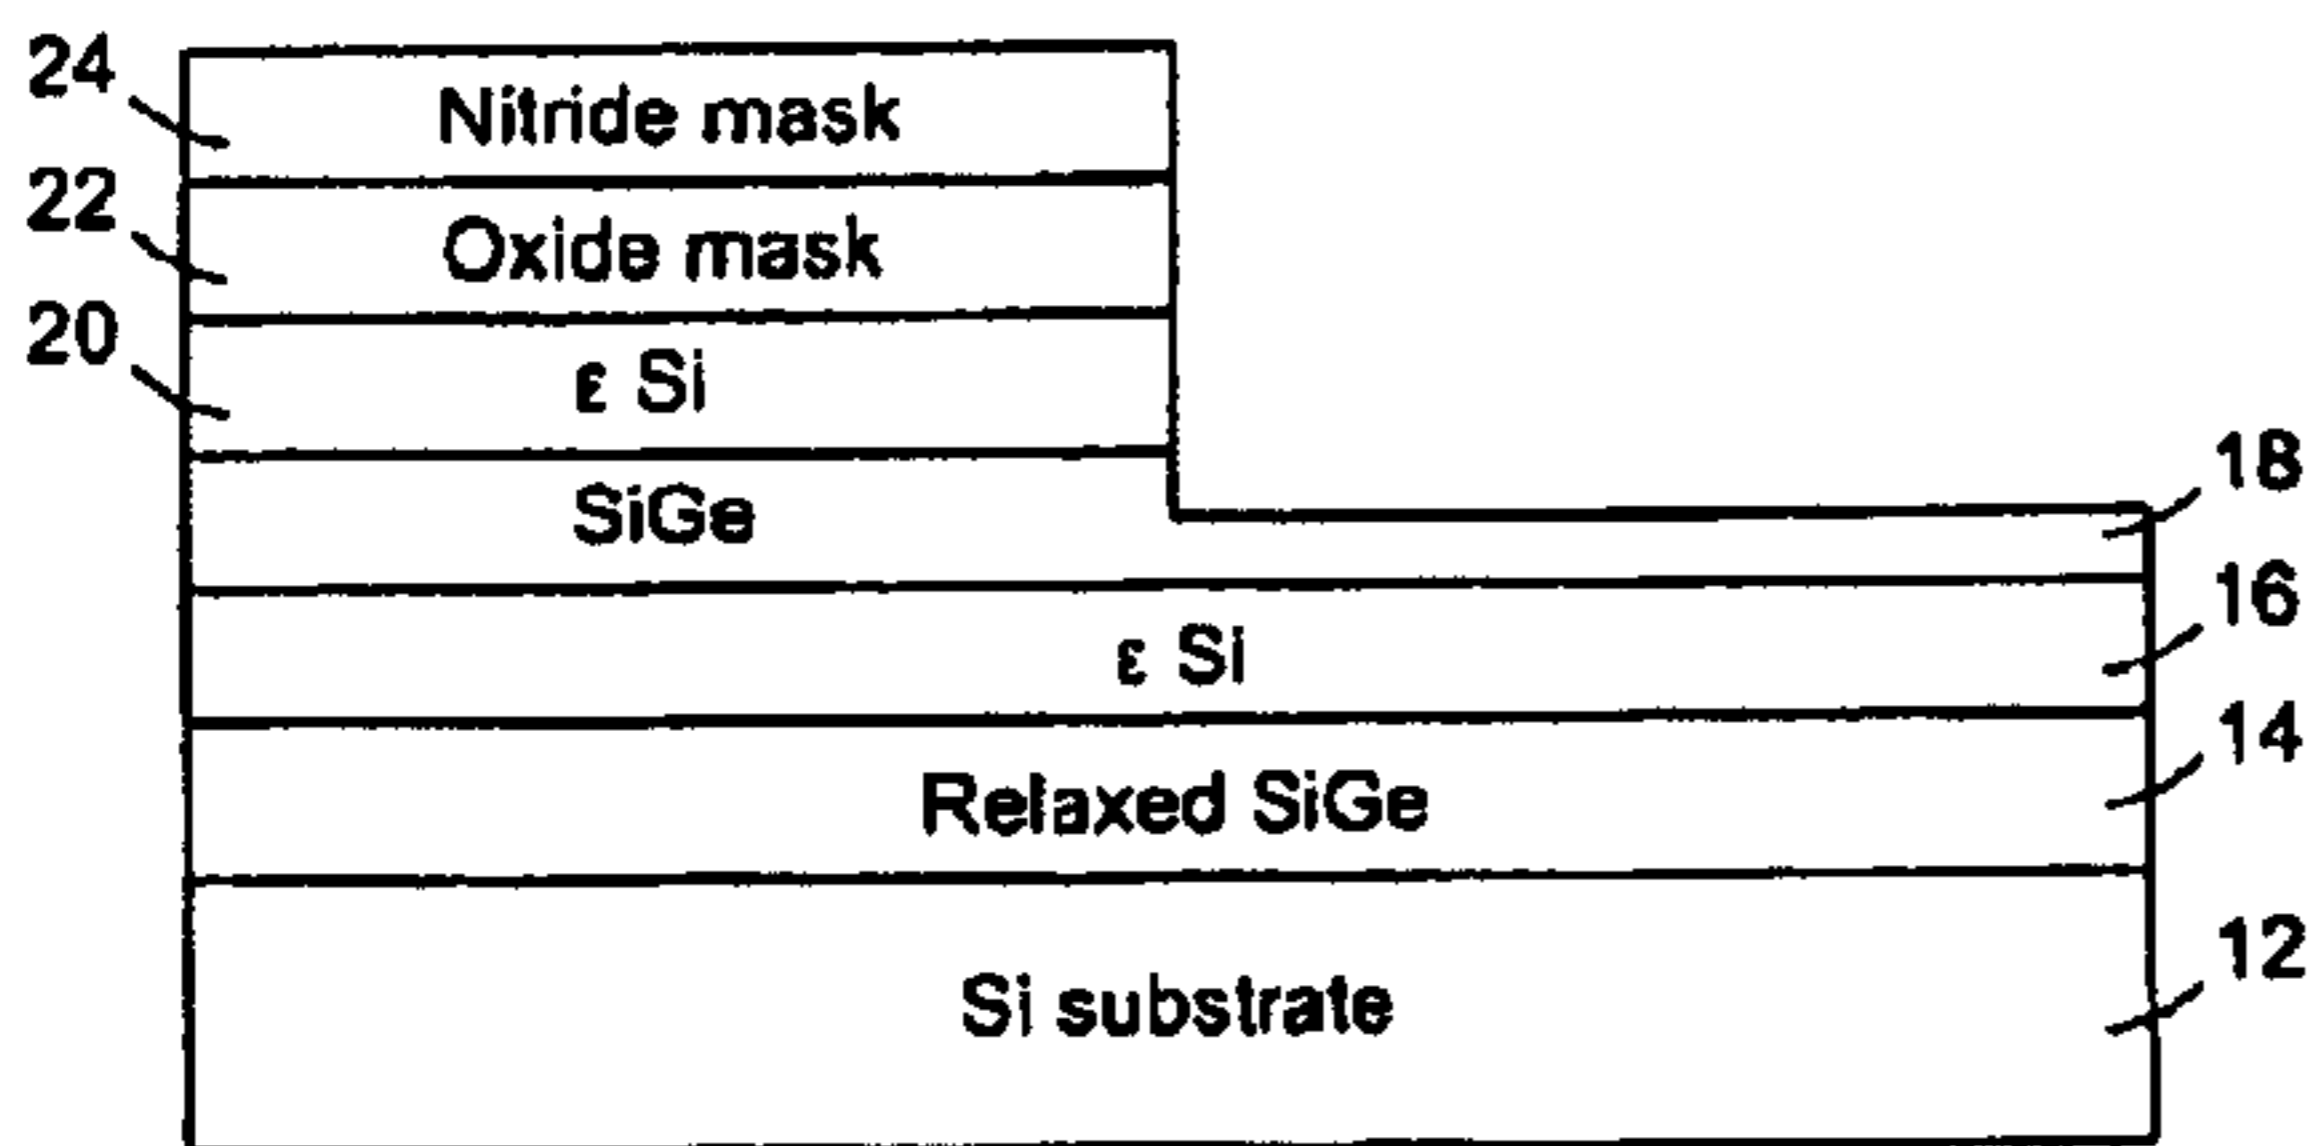 24
Nitride mask
22
Oxide mask
20
ε Si
SiGe
18
16
ε Si
14
Relaxed SiGe
12
Si substrate